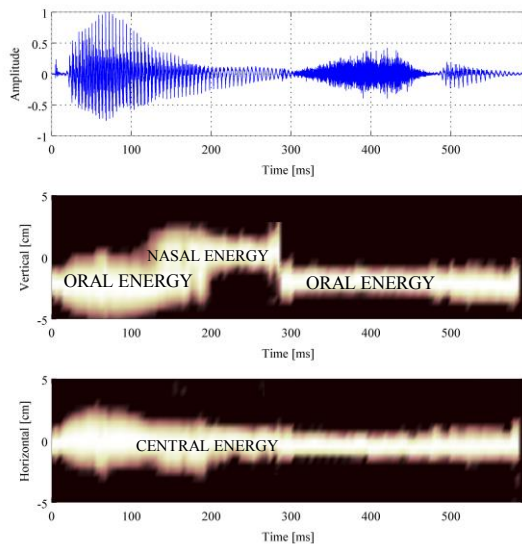 1
0.5
0
-0.5
-1
Amplitude
0 100 200 300 400 500
Time [ms]
5
0
-5
Vertical [cm]
NASAL ENERGY
ORAL ENERGY ORAL ENERGY
0 100 200 300 400 500
Time [ms]
5
0
-5
Horizontal [cm]
CENTRAL ENERGY
0 100 200 300 400 500
Time [ms]